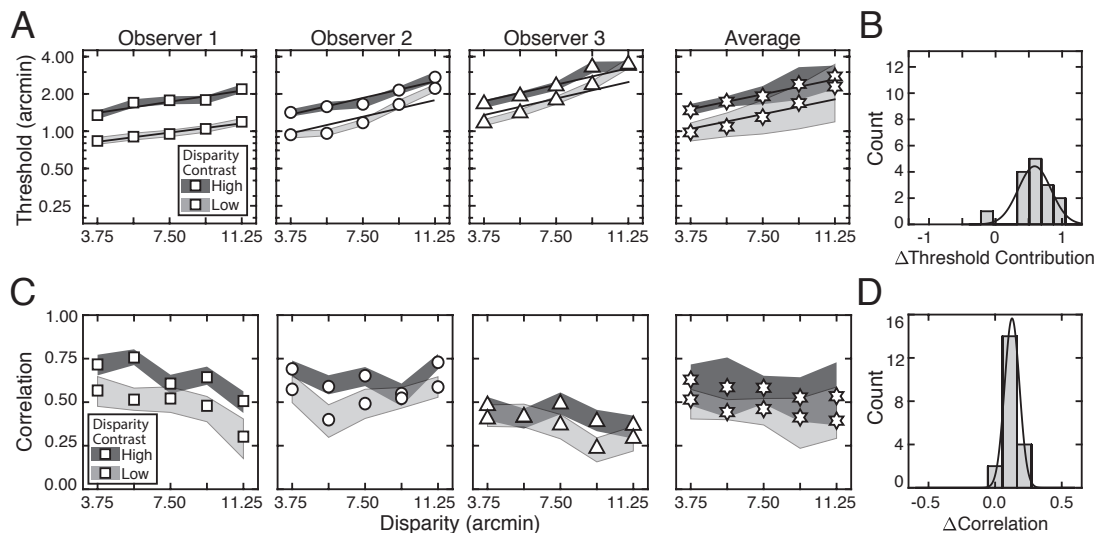 A
Observer 1
Observer 2
Observer 3
Average
B
Threshold (arcmin)
4.00
2.00
1.00
0.50
0.25
Disparity
Contrast
High
Low
3.75 7.50 11.25
3.75 7.50 11.25
3.75 7.50 11.25
3.75 7.50 11.25
Count
12
10
8
6
4
2
0
-1 0 1
ΔThreshold Contribution
C
Correlation
1.00
0.75
0.50
0.25
0.00
Disparity
Contrast
High
Low
3.75 7.50 11.25
3.75 7.50 11.25
3.75 7.50 11.25
3.75 7.50 11.25
Disparity (arcmin)
D
Count
16
12
8
4
0
-0.5 0.0 0.5
ΔCorrelation